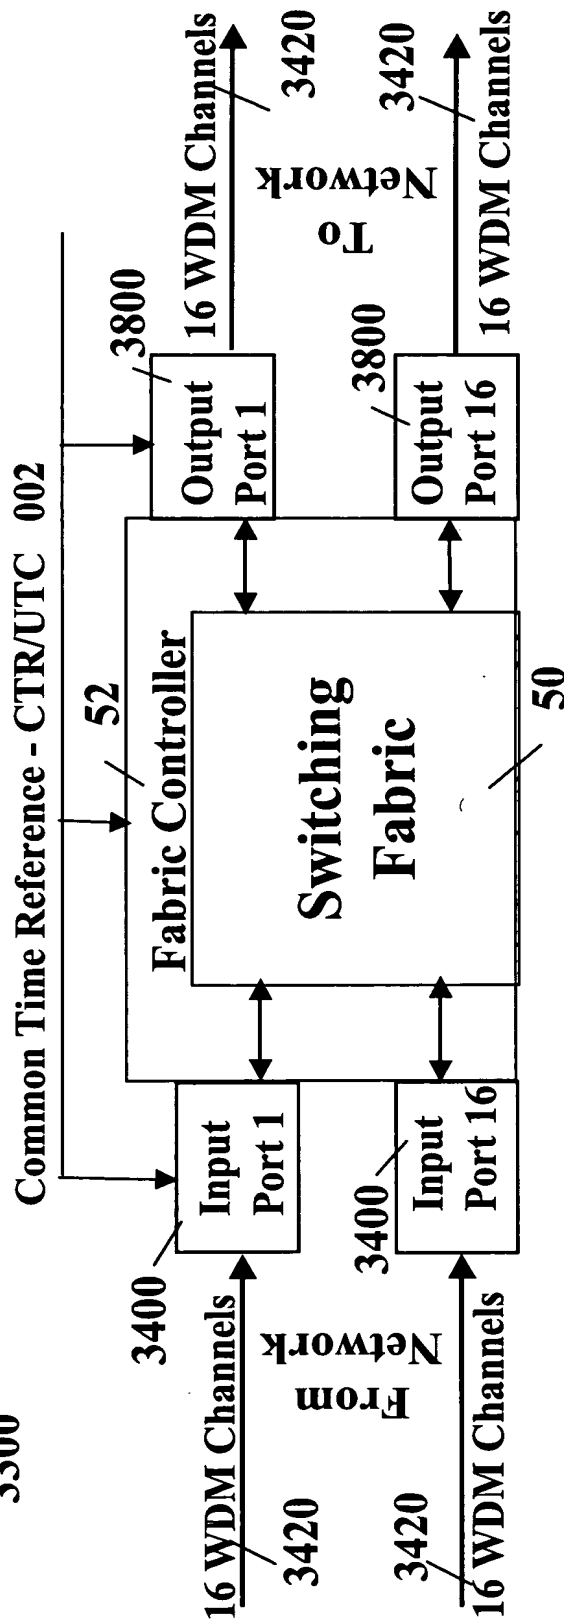 Common Time Reference - CTR/UTC 002
16 WDM Channels
3420
From
Network
16 WDM Channels
3420
3400
Input
Port 1
3400
Input
Port 16
Fabric Controller
52
Switching
Fabric
50
3800
Output
Port 1
3800
Output
Port 16
16 WDM Channels
3420
To
Network
16 WDM Channels
3420